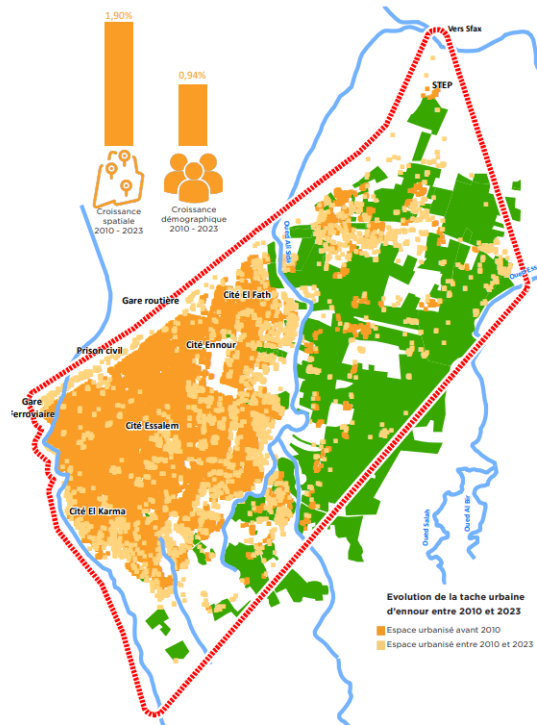 1,90%
0,94%
Croissance
spatiale
2010 - 2023
Croissance
démographique
2010 - 2023
Vers Sfax
STEP
Oued Ali Sda
Oued Ess
Cité El Fath
Gare routière
Cité Ennour
Prison civil
Gare
Ferroviaire
Cité Essalem
Cité El Karma
Oued Salah
Oued Al Bir
Evolution de la tache urbaine
d'ennour entre 2010 et 2023
Espace urbanisé avant 2010
Espace urbanisé entre 2010 et 2023